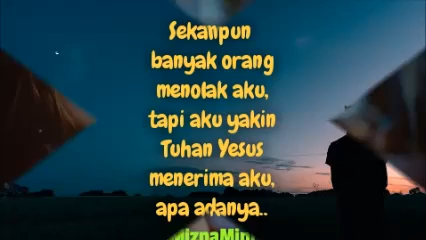 Sekanpun
banyak orang
menolak aku,
tapi aku yakin
Tuhan Yesus
menerima aku,
apa adanya..